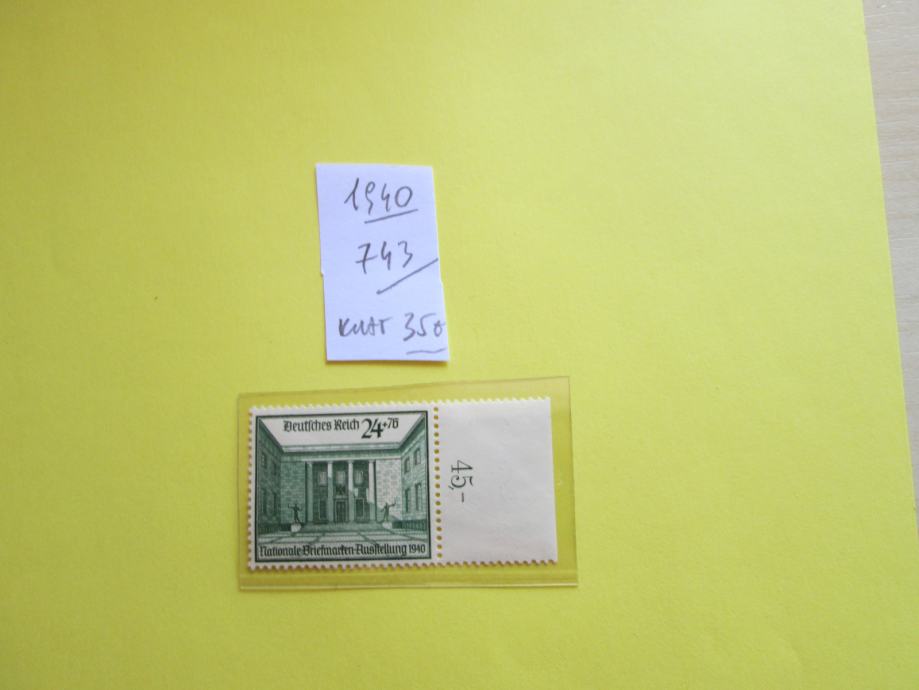 1940
743
KAT 350
Deutsches Reich 24+76
Nationale Briefmarken-Ausstellung 1940
45,-